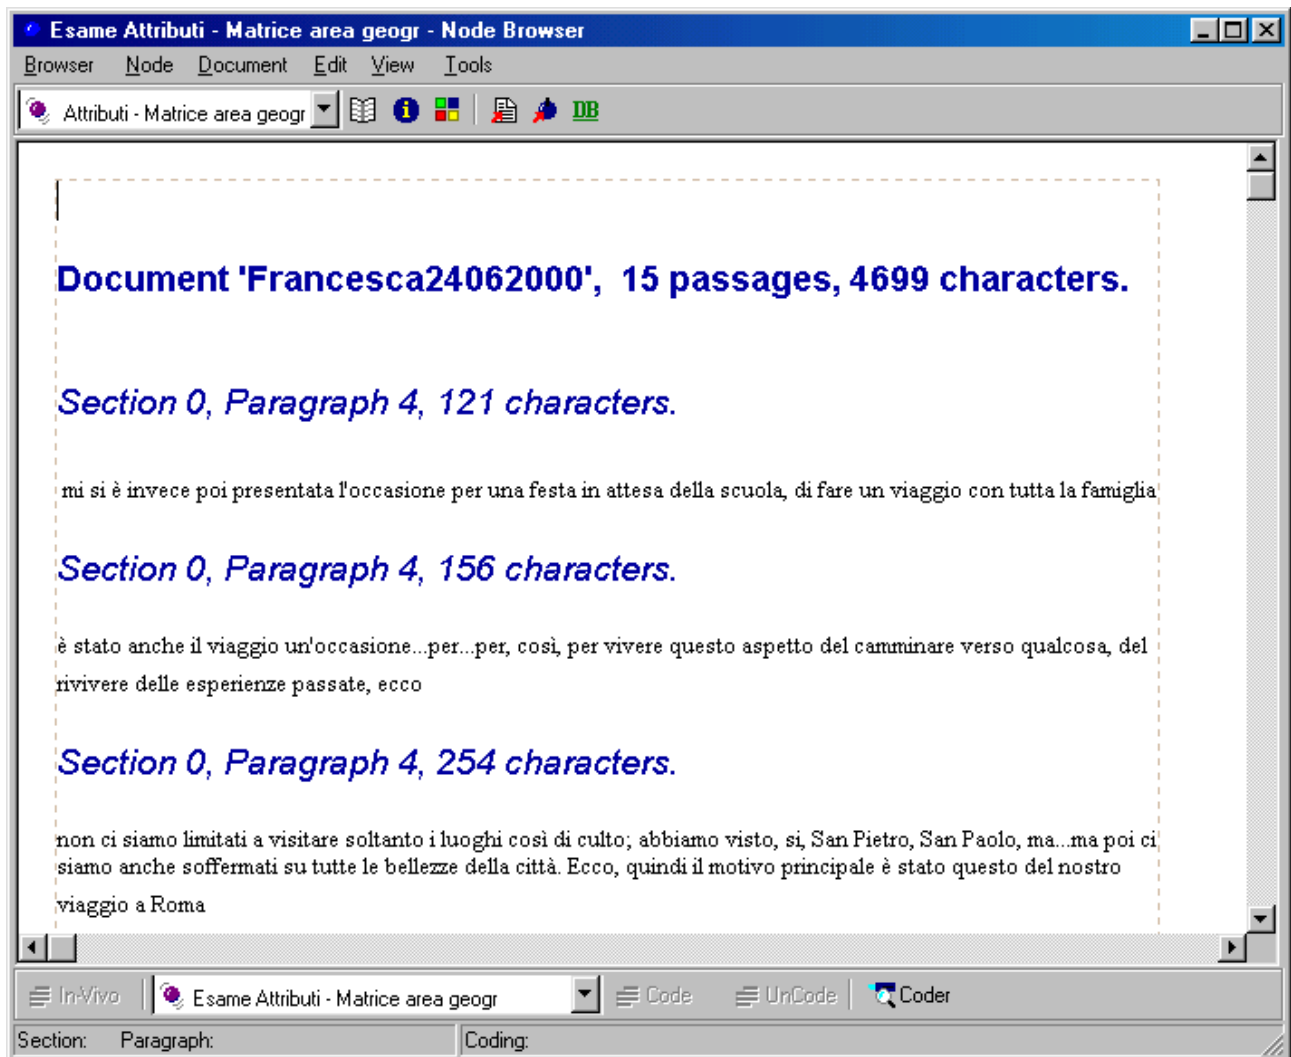 Esame Attributi - Matrice area geogr - Node Browser
Browser Node Document Edit View Tools
Attributi - Matrice area geogr DB
Document 'Francesca24062000', 15 passages, 4699 characters.
Section 0, Paragraph 4, 121 characters.
mi si è invece poi presentata l'occasione per una festa in attesa della scuola, di fare un viaggio con tutta la famiglia
Section 0, Paragraph 4, 156 characters.
è stato anche il viaggio un'occasione...per...per, così, per vivere questo aspetto del camminare verso qualcosa, del
rivivere delle esperienze passate, ecco
Section 0, Paragraph 4, 254 characters.
non ci siamo limitati a visitare soltanto i luoghi così di culto; abbiamo visto, si, San Pietro, San Paolo, ma...ma poi ci
siamo anche soffermati su tutte le bellezze della città. Ecco, quindi il motivo principale è stato questo del nostro
viaggio a Roma
In-Vivo Esame Attributi - Matrice area geogr Code UnCode Coder
Section: Paragraph: Coding: